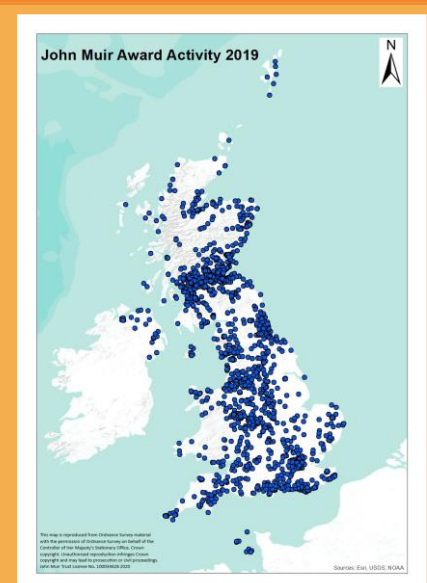 John Muir Award Activity 2019
N
This map is reproduced from Ordnance Survey material
with the permission of Ordnance Survey on behalf of the
Controller of Her Majesty's Stationery Office. Crown
copyright. Unauthorised reproduction infringes Crown
copyright and may lead to prosecution or civil proceedings.
John Muir Trust Licence No. 100036620 2020
Sources: Esri, USGS, NOAA